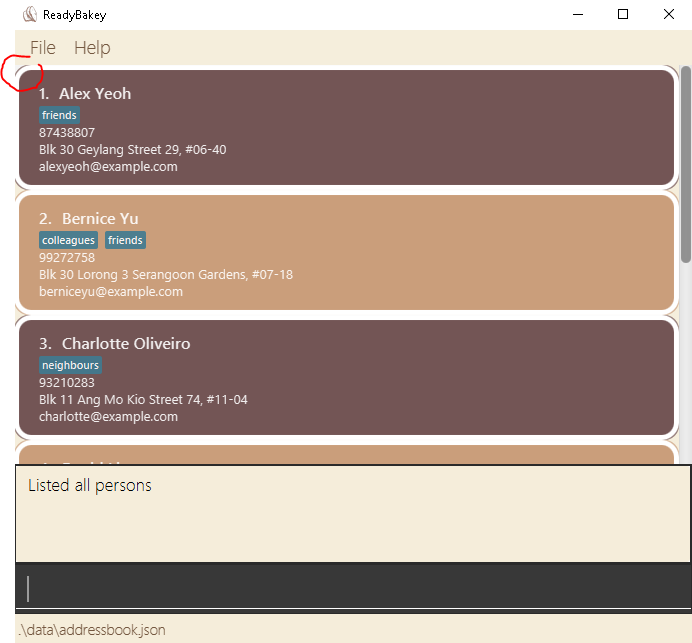 ReadyBakey
File Help
1. Alex Yeoh
friends
87438807
Blk 30 Geylang Street 29, #06-40
alexyeoh@example.com
2. Bernice Yu
colleagues friends
99272758
Blk 30 Lorong 3 Serangoon Gardens, #07-18
berniceyu@example.com
3. Charlotte Oliveiro
neighbours
93210283
Blk 11 Ang Mo Kio Street 74, #11-04
charlotte@example.com
Listed all persons
.\data\addressbook.json